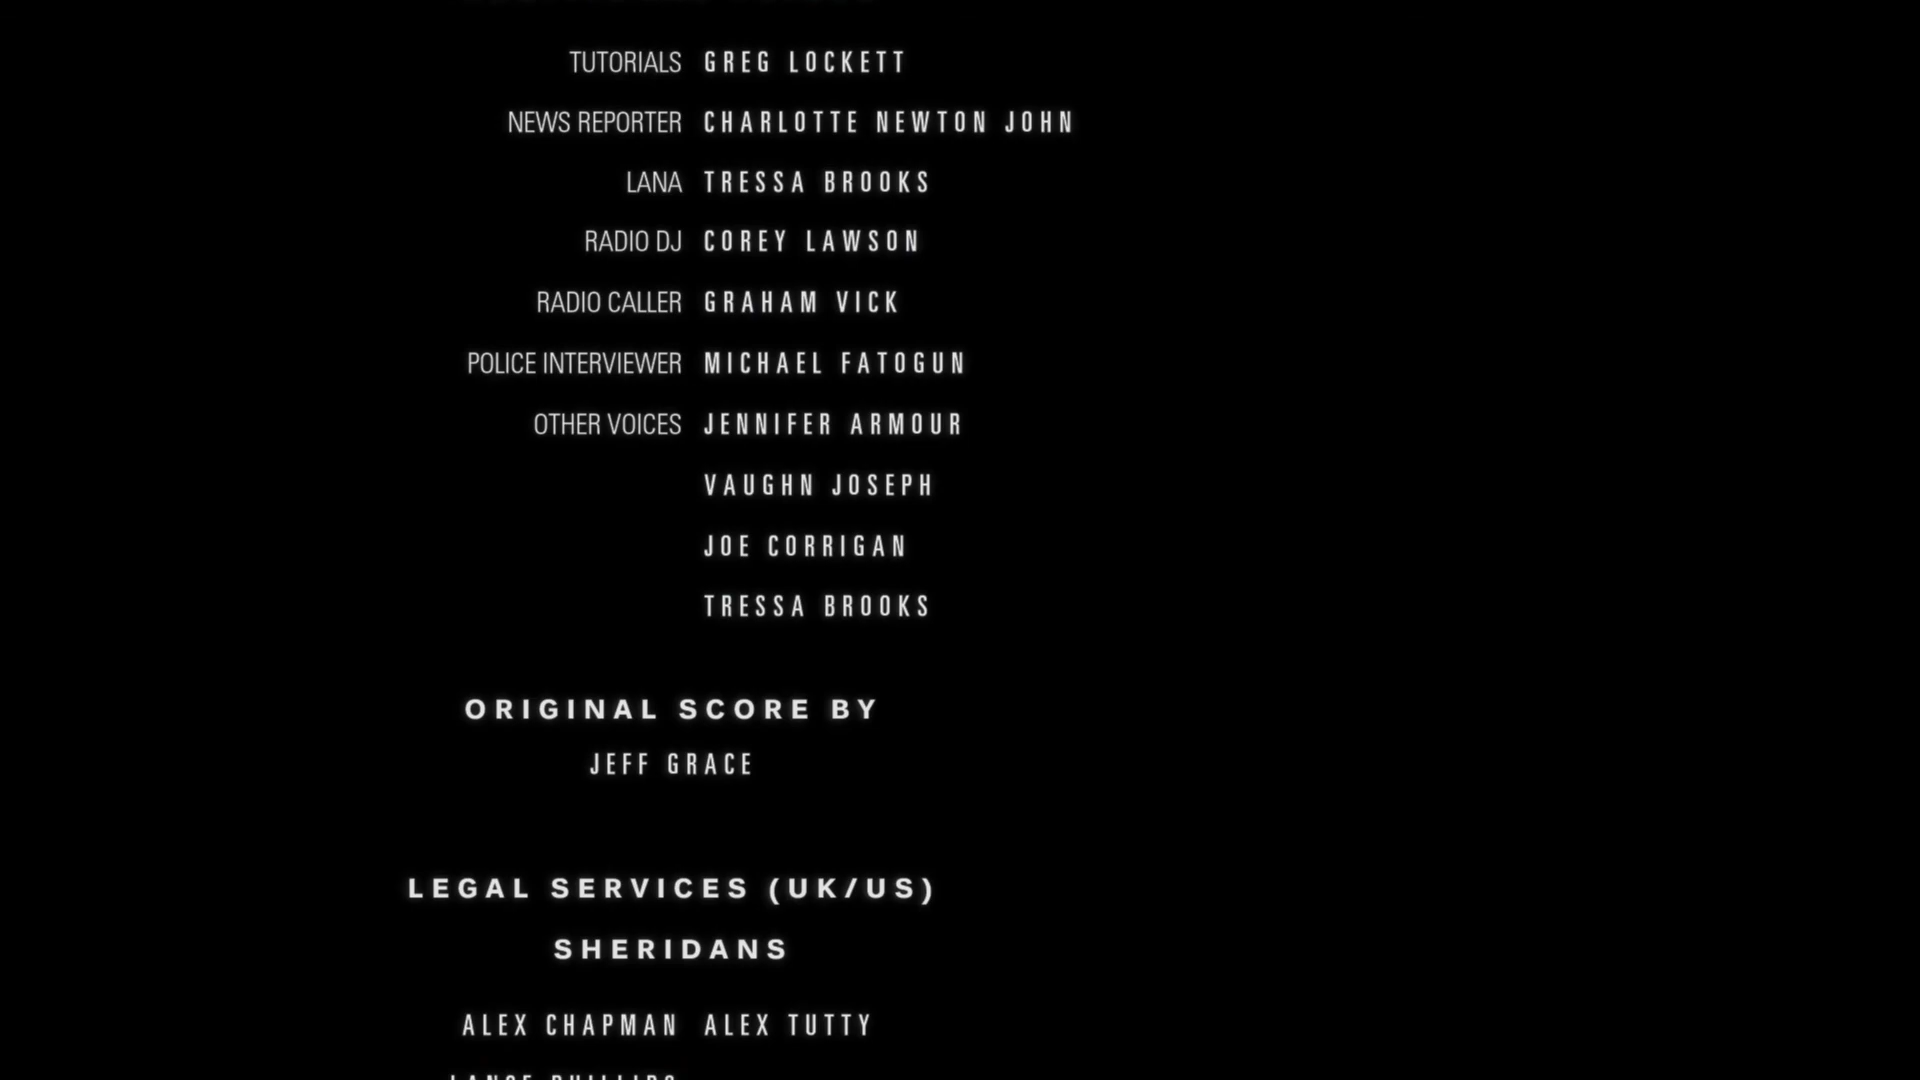 TUTORIALS GREG LOCKETT
NEWS REPORTER CHARLOTTE NEWTON JOHN
LANA TRESSA BROOKS
RADIO DJ COREY LAWSON
RADIO CALLER GRAHAM VICK
POLICE INTERVIEWER MICHAEL FATOGUN
OTHER VOICES JENNIFER ARMOUR
VAUGHN JOSEPH
JOE CORRIGAN
TRESSA BROOKS
ORIGINAL SCORE BY
JEFF GRACE
LEGAL SERVICES (UK/US)
SHERIDANS
ALEX CHAPMAN ALEX TUTTY